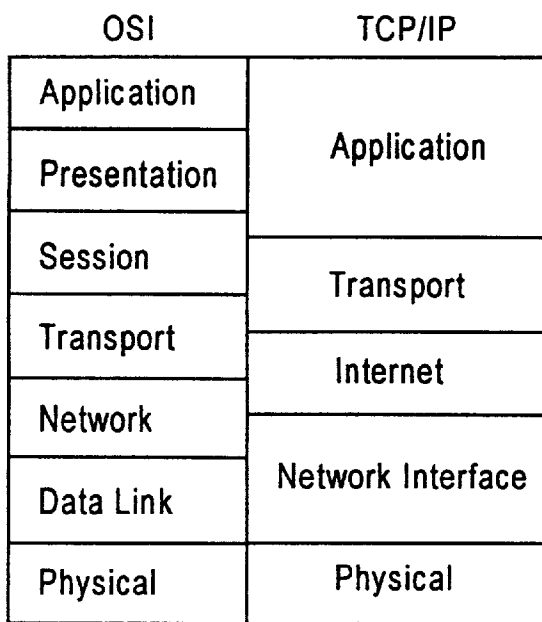 OSI TCP/IP
Application
Presentation
Session
Transport
Network
Data Link
Physical
Application
Transport
Internet
Network Interface
Physical